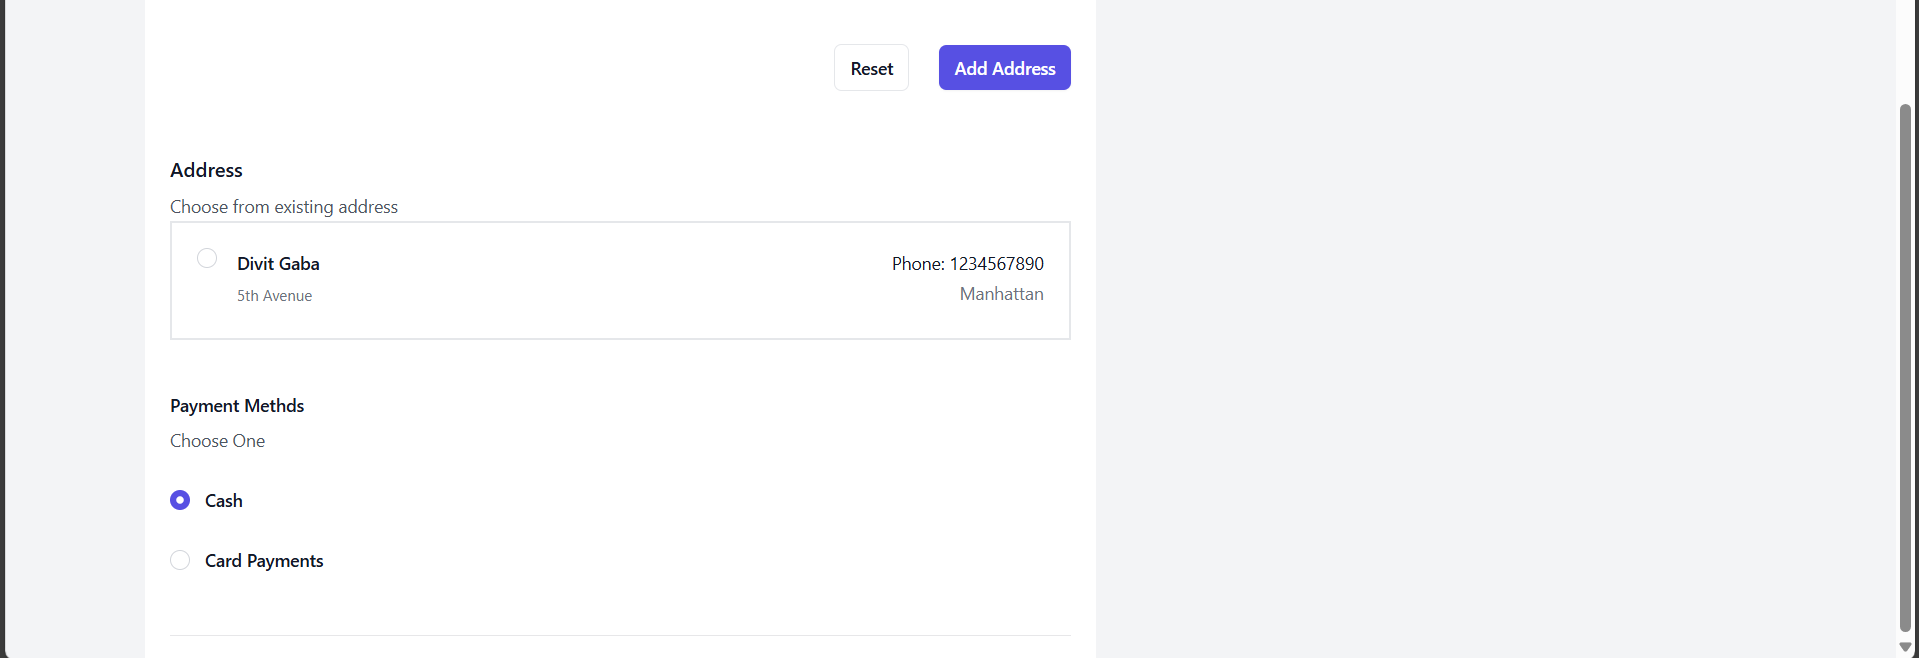 Reset
Add Address
Address
Choose from existing address
Divit Gaba
Phone: 1234567890
5th Avenue
Manhattan
Payment Methds
Choose One
Cash
Card Payments